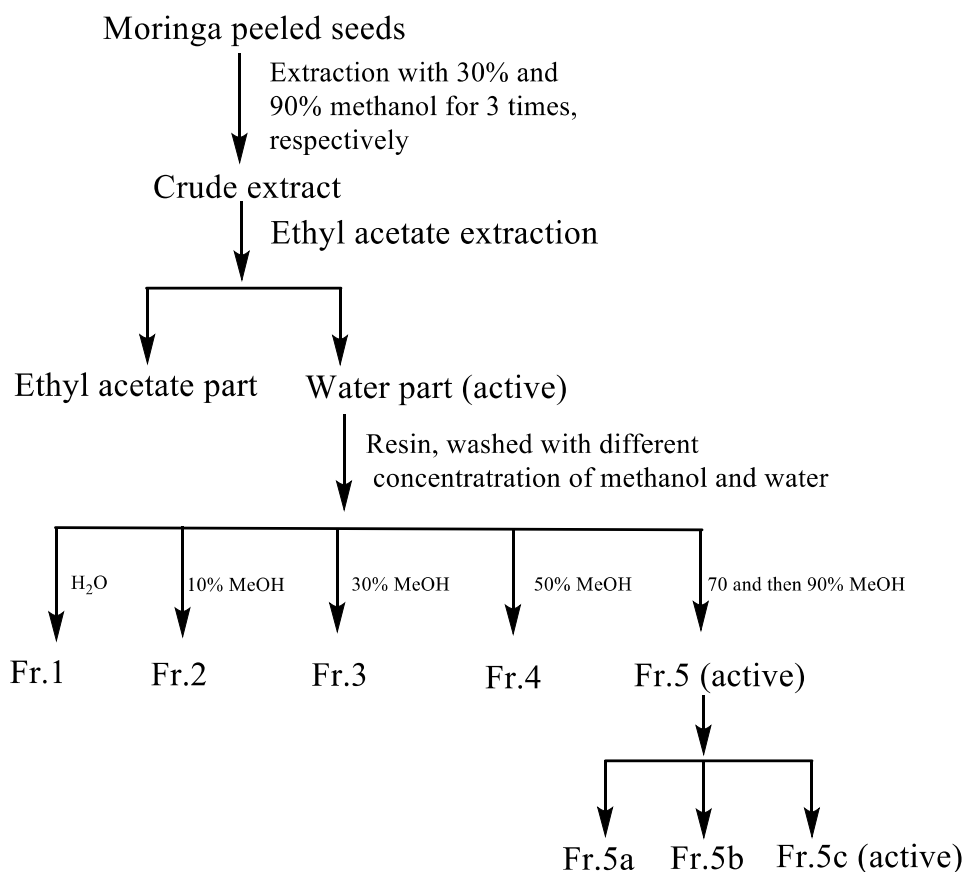 Moringa peeled seeds
Extraction with 30% and
90% methanol for 3 times,
respectively
Crude extract
Ethyl acetate extraction
Ethyl acetate part
Water part (active)
Resin, washed with different
concentratration of methanol and water
H₂O
10% MeOH
30% MeOH
50% MeOH
70 and then 90% MeOH
Fr.1
Fr.2
Fr.3
Fr.4
Fr.5 (active)
Fr.5a
Fr.5b
Fr.5c (active)